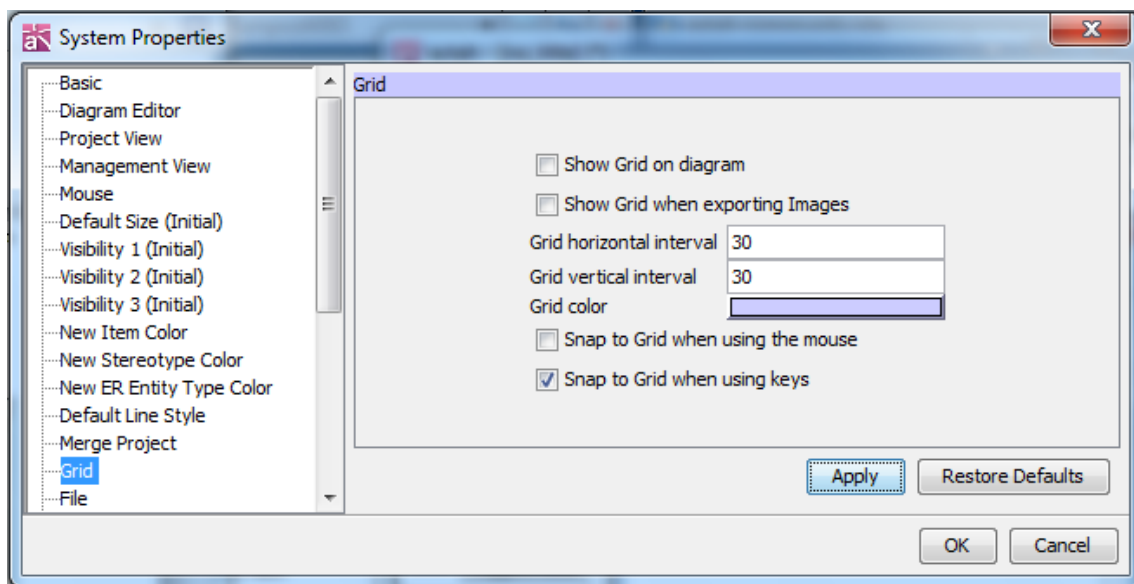 System Properties
Basic
Diagram Editor
Project View
Management View
Mouse
Default Size (Initial)
Visibility 1 (Initial)
Visibility 2 (Initial)
Visibility 3 (Initial)
New Item Color
New Stereotype Color
New ER Entity Type Color
Default Line Style
Merge Project
Grid
File
Grid
Show Grid on diagram
Show Grid when exporting Images
Grid horizontal interval 30
Grid vertical interval 30
Grid color
Snap to Grid when using the mouse
Snap to Grid when using keys
Apply Restore Defaults
OK Cancel